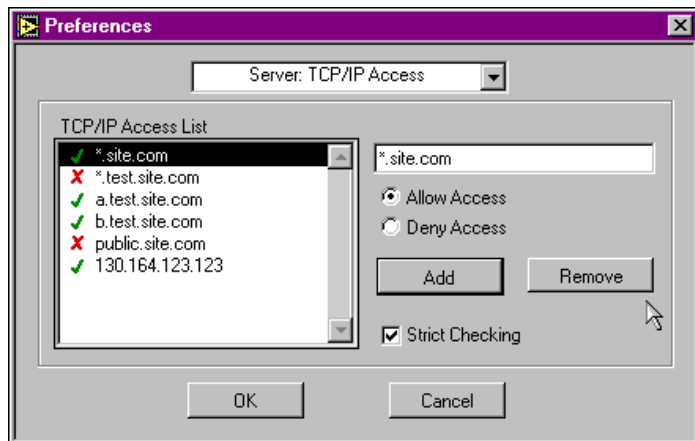 Preferences
Server: TCP/IP Access
TCP/IP Access List
*.site.com
*.test.site.com
a.test.site.com
b.test.site.com
public.site.com
130.164.123.123
*.site.com
Allow Access
Deny Access
Add
Remove
Strict Checking
OK
Cancel